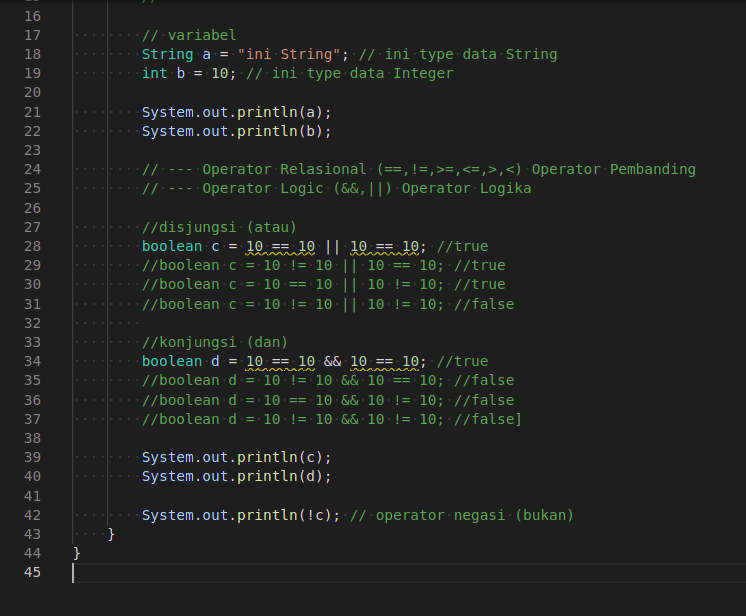 16
17 // variabel
18 String a = "ini String"; // ini type data String
19 int b = 10; // ini type data Integer
20
21 System.out.println(a);
22 System.out.println(b);
23
24 // --- Operator Relasional (==,!=,>=,<=,>,<) Operator Pembanding
25 // --- Operator Logic (&&,||) Operator Logika
26
27 //disjungsi (atau)
28 boolean c = 10 == 10 || 10 == 10; //true
29 //boolean c = 10 != 10 || 10 == 10; //true
30 //boolean c = 10 == 10 || 10 != 10; //true
31 //boolean c = 10 != 10 || 10 != 10; //false
32
33 //konjungsi (dan)
34 boolean d = 10 == 10 && 10 == 10; //true
35 //boolean d = 10 != 10 && 10 == 10; //false
36 //boolean d = 10 == 10 && 10 != 10; //false
37 //boolean d = 10 != 10 && 10 != 10; //false]
38
39 System.out.println(c);
40 System.out.println(d);
41
42 System.out.println(!c); // operator negasi (bukan)
43 }
44 }
45